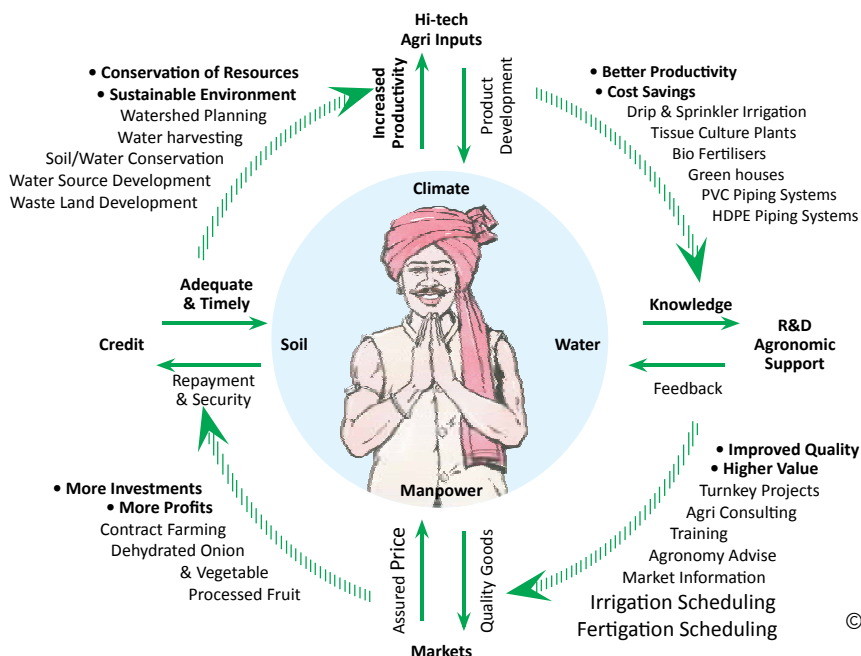 Hi-tech
Agri Inputs
Increased
Productivity
Product
Development
• Conservation of Resources
• Sustainable Environment
Watershed Planning
Water harvesting
Soil/Water Conservation
Water Source Development
Waste Land Development
• Better Productivity
• Cost Savings
Drip & Sprinkler Irrigation
Tissue Culture Plants
Bio Fertilisers
Green houses
PVC Piping Systems
HDPE Piping Systems
Climate
Adequate
& Timely
Credit
Soil
Repayment
& Security
Water
Knowledge
R&D
Agronomic
Support
Feedback
Manpower
• More Investments
• More Profits
Contract Farming
Dehydrated Onion
& Vegetable
Processed Fruit
• Improved Quality
• Higher Value
Turnkey Projects
Agri Consulting
Training
Agronomy Advise
Market Information
Irrigation Scheduling
Fertigation Scheduling
Assured Price
Quality Goods
Markets
©